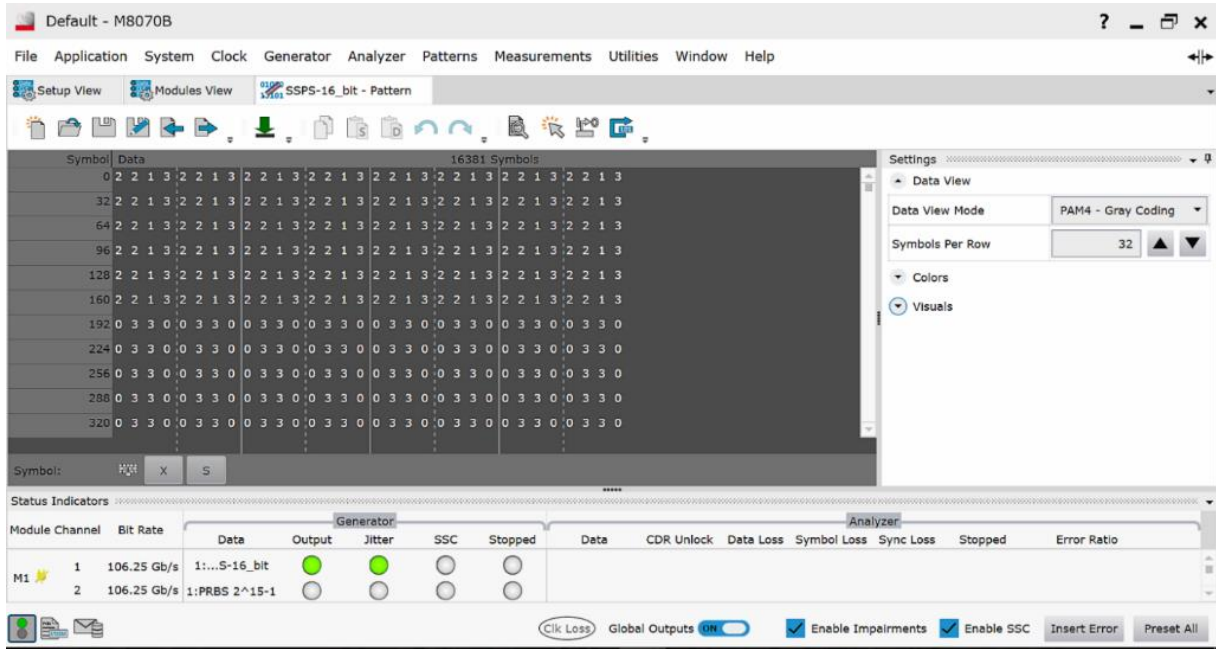 Default - M8070B
? _ x
File Application System Clock Generator Analyzer Patterns Measurements Utilities Window Help
Setup View Modules View SSPS-16_bit - Pattern
Symbol Data 16381 Symbols
0 2 2 1 3 2 2 1 3 2 2 1 3 2 2 1 3 2 2 1 3 2 2 1 3 2 2 1 3 2 2 1 3
32 2 2 1 3 2 2 1 3 2 2 1 3 2 2 1 3 2 2 1 3 2 2 1 3 2 2 1 3 2 2 1 3
64 2 2 1 3 2 2 1 3 2 2 1 3 2 2 1 3 2 2 1 3 2 2 1 3 2 2 1 3 2 2 1 3
96 2 2 1 3 2 2 1 3 2 2 1 3 2 2 1 3 2 2 1 3 2 2 1 3 2 2 1 3 2 2 1 3
128 2 2 1 3 2 2 1 3 2 2 1 3 2 2 1 3 2 2 1 3 2 2 1 3 2 2 1 3 2 2 1 3
160 2 2 1 3 2 2 1 3 2 2 1 3 2 2 1 3 2 2 1 3 2 2 1 3 2 2 1 3 2 2 1 3
192 0 3 3 0 0 3 3 0 0 3 3 0 0 3 3 0 0 3 3 0 0 3 3 0 0 3 3 0 0 3 3 0
224 0 3 3 0 0 3 3 0 0 3 3 0 0 3 3 0 0 3 3 0 0 3 3 0 0 3 3 0 0 3 3 0
256 0 3 3 0 0 3 3 0 0 3 3 0 0 3 3 0 0 3 3 0 0 3 3 0 0 3 3 0 0 3 3 0
288 0 3 3 0 0 3 3 0 0 3 3 0 0 3 3 0 0 3 3 0 0 3 3 0 0 3 3 0 0 3 3 0
320 0 3 3 0 0 3 3 0 0 3 3 0 0 3 3 0 0 3 3 0 0 3 3 0 0 3 3 0 0 3 3 0
Symbol: X S
Settings
Data View
Data View Mode PAM4 - Gray Coding
Symbols Per Row 32
Colors
Visuals
Status Indicators
Generator Analyzer
Module Channel Bit Rate Data Output Jitter SSC Stopped Data CDR Unlock Data Loss Symbol Loss Sync Loss Stopped Error Ratio
M1 1 106.25 Gb/s 1:...S-16_bit
2 106.25 Gb/s 1:PRBS 2^15-1
Clk Loss Global Outputs ON Enable Impairments Enable SSC Insert Error Preset All